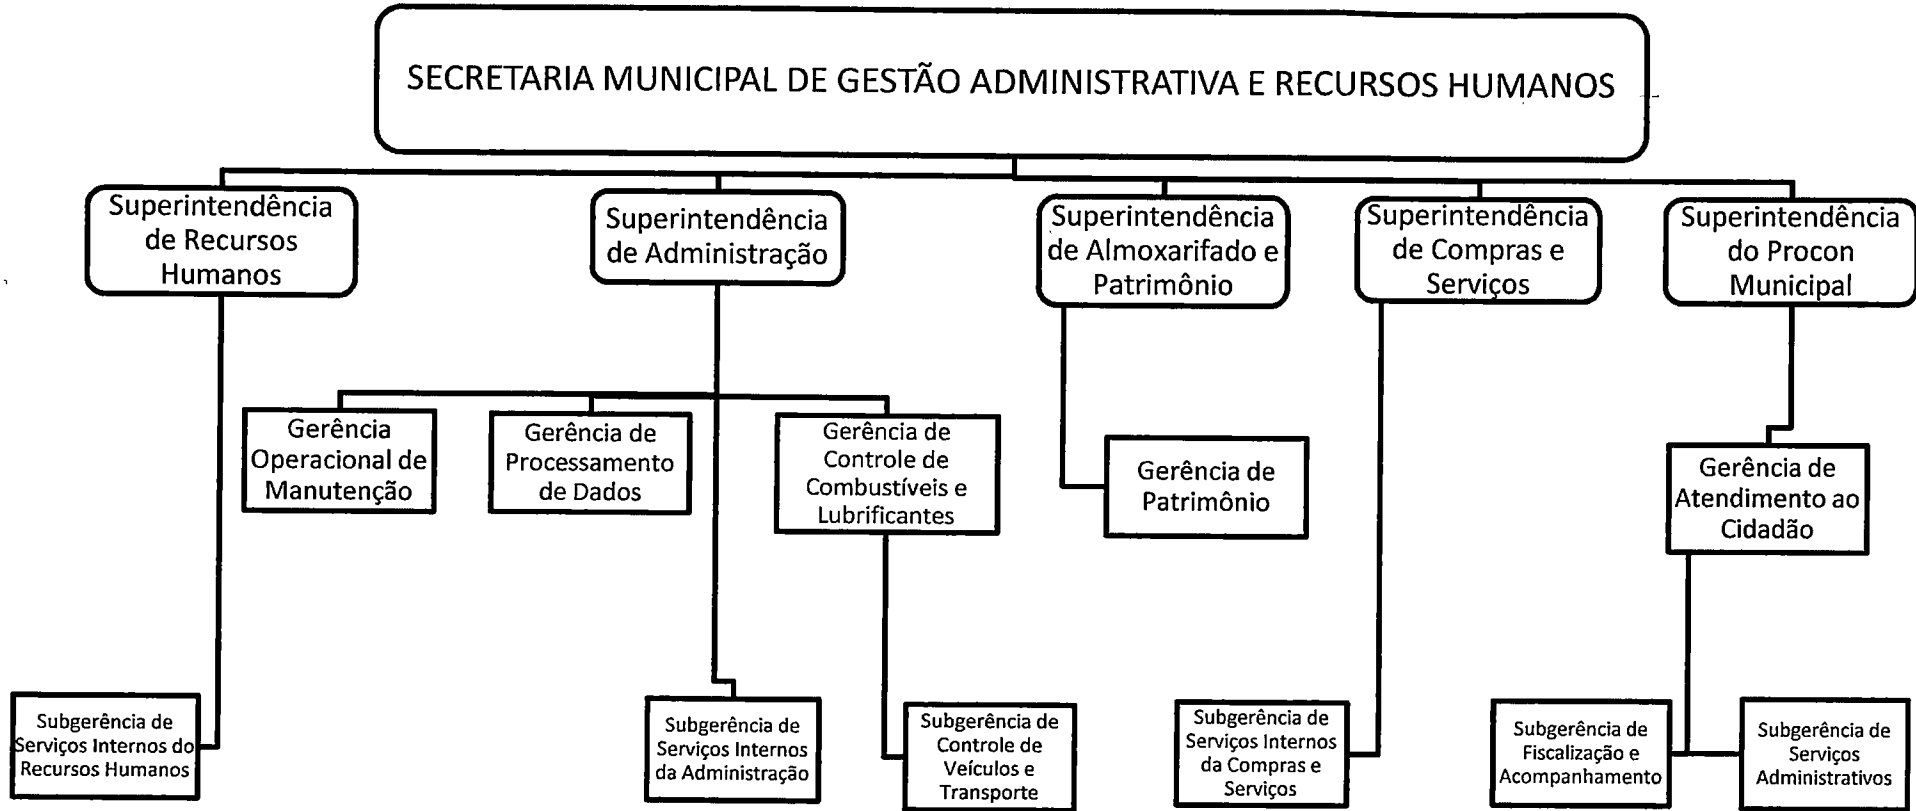 SECRETARIA MUNICIPAL DE GESTÃO ADMINISTRATIVA E RECURSOS HUMANOS
Superintendência
de Recursos
Humanos
Superintendência
de Administração
Superintendência
de Almoxarifado e
Patrimônio
Superintendência
de Compras e
Serviços
Superintendência
do Procon
Municipal
Gerência
Operacional de
Manutenção
Gerência de
Processamento
de Dados
Gerência de
Controle de
Combustíveis e
Lubrificantes
Gerência de
Patrimônio
Gerência de
Atendimento ao
Cidadão
Subgerência de
Serviços Internos do
Recursos Humanos
Subgerência de
Serviços Internos
da Administração
Subgerência de
Controle de
Veículos e
Transporte
Subgerência de
Serviços Internos
da Compras e
Serviços
Subgerência de
Fiscalização e
Acompanhamento
Subgerência de
Serviços
Administrativos